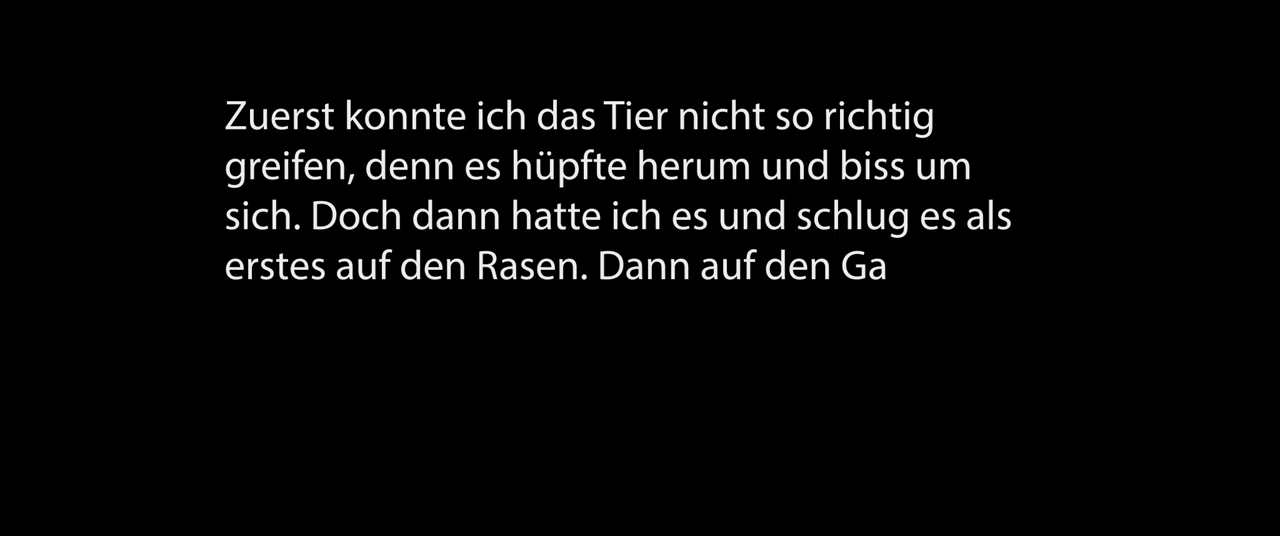 Zuerst konnte ich das Tier nicht so richtig
greifen, denn es hüpfte herum und biss um
sich. Doch dann hatte ich es und schlug es als
erstes auf den Rasen. Dann auf den Ga